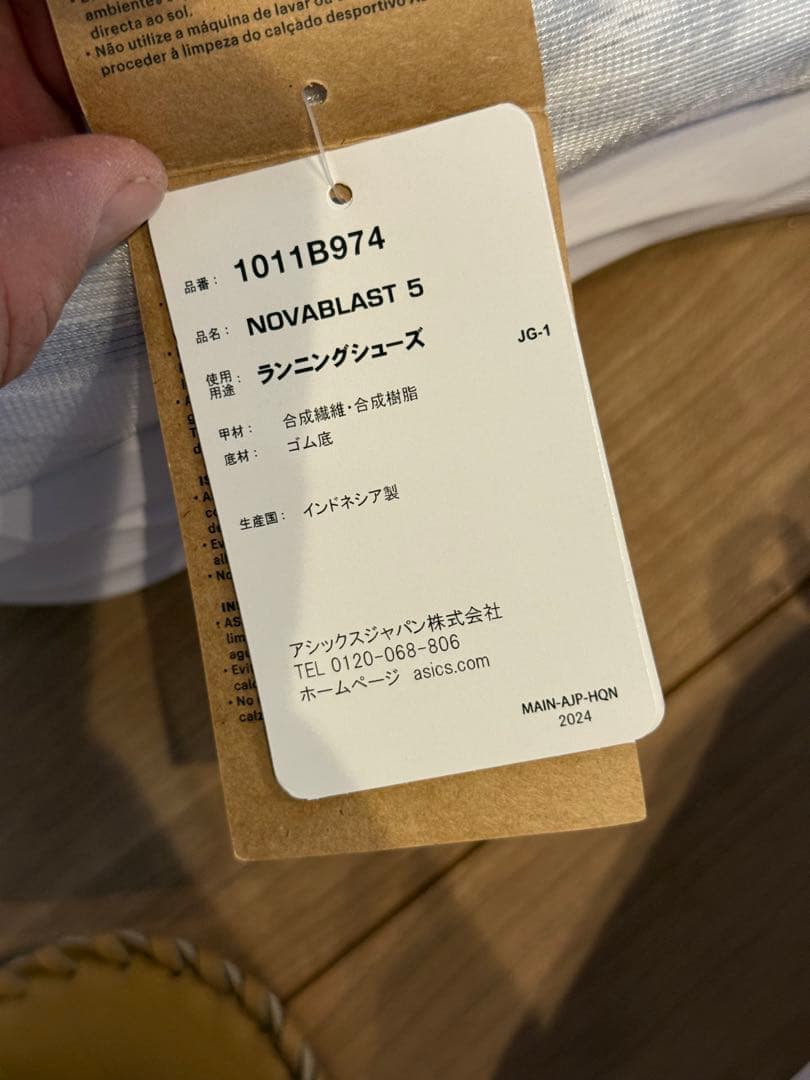 ambientes
directa ao sol.
• Não utilize a máquina de lavar ou
proceder à limpeza do calçado desportivo
品番： 1011B974
品名： NOVABLAST 5
使用用途： ランニングシューズ JG-1
甲材： 合成繊維・合成樹脂
底材： ゴム底
生産国： インドネシア製
アシックスジャパン株式会社
TEL 0120-068-806
ホームページ asics.com
MAIN-AJP-HQN
2024